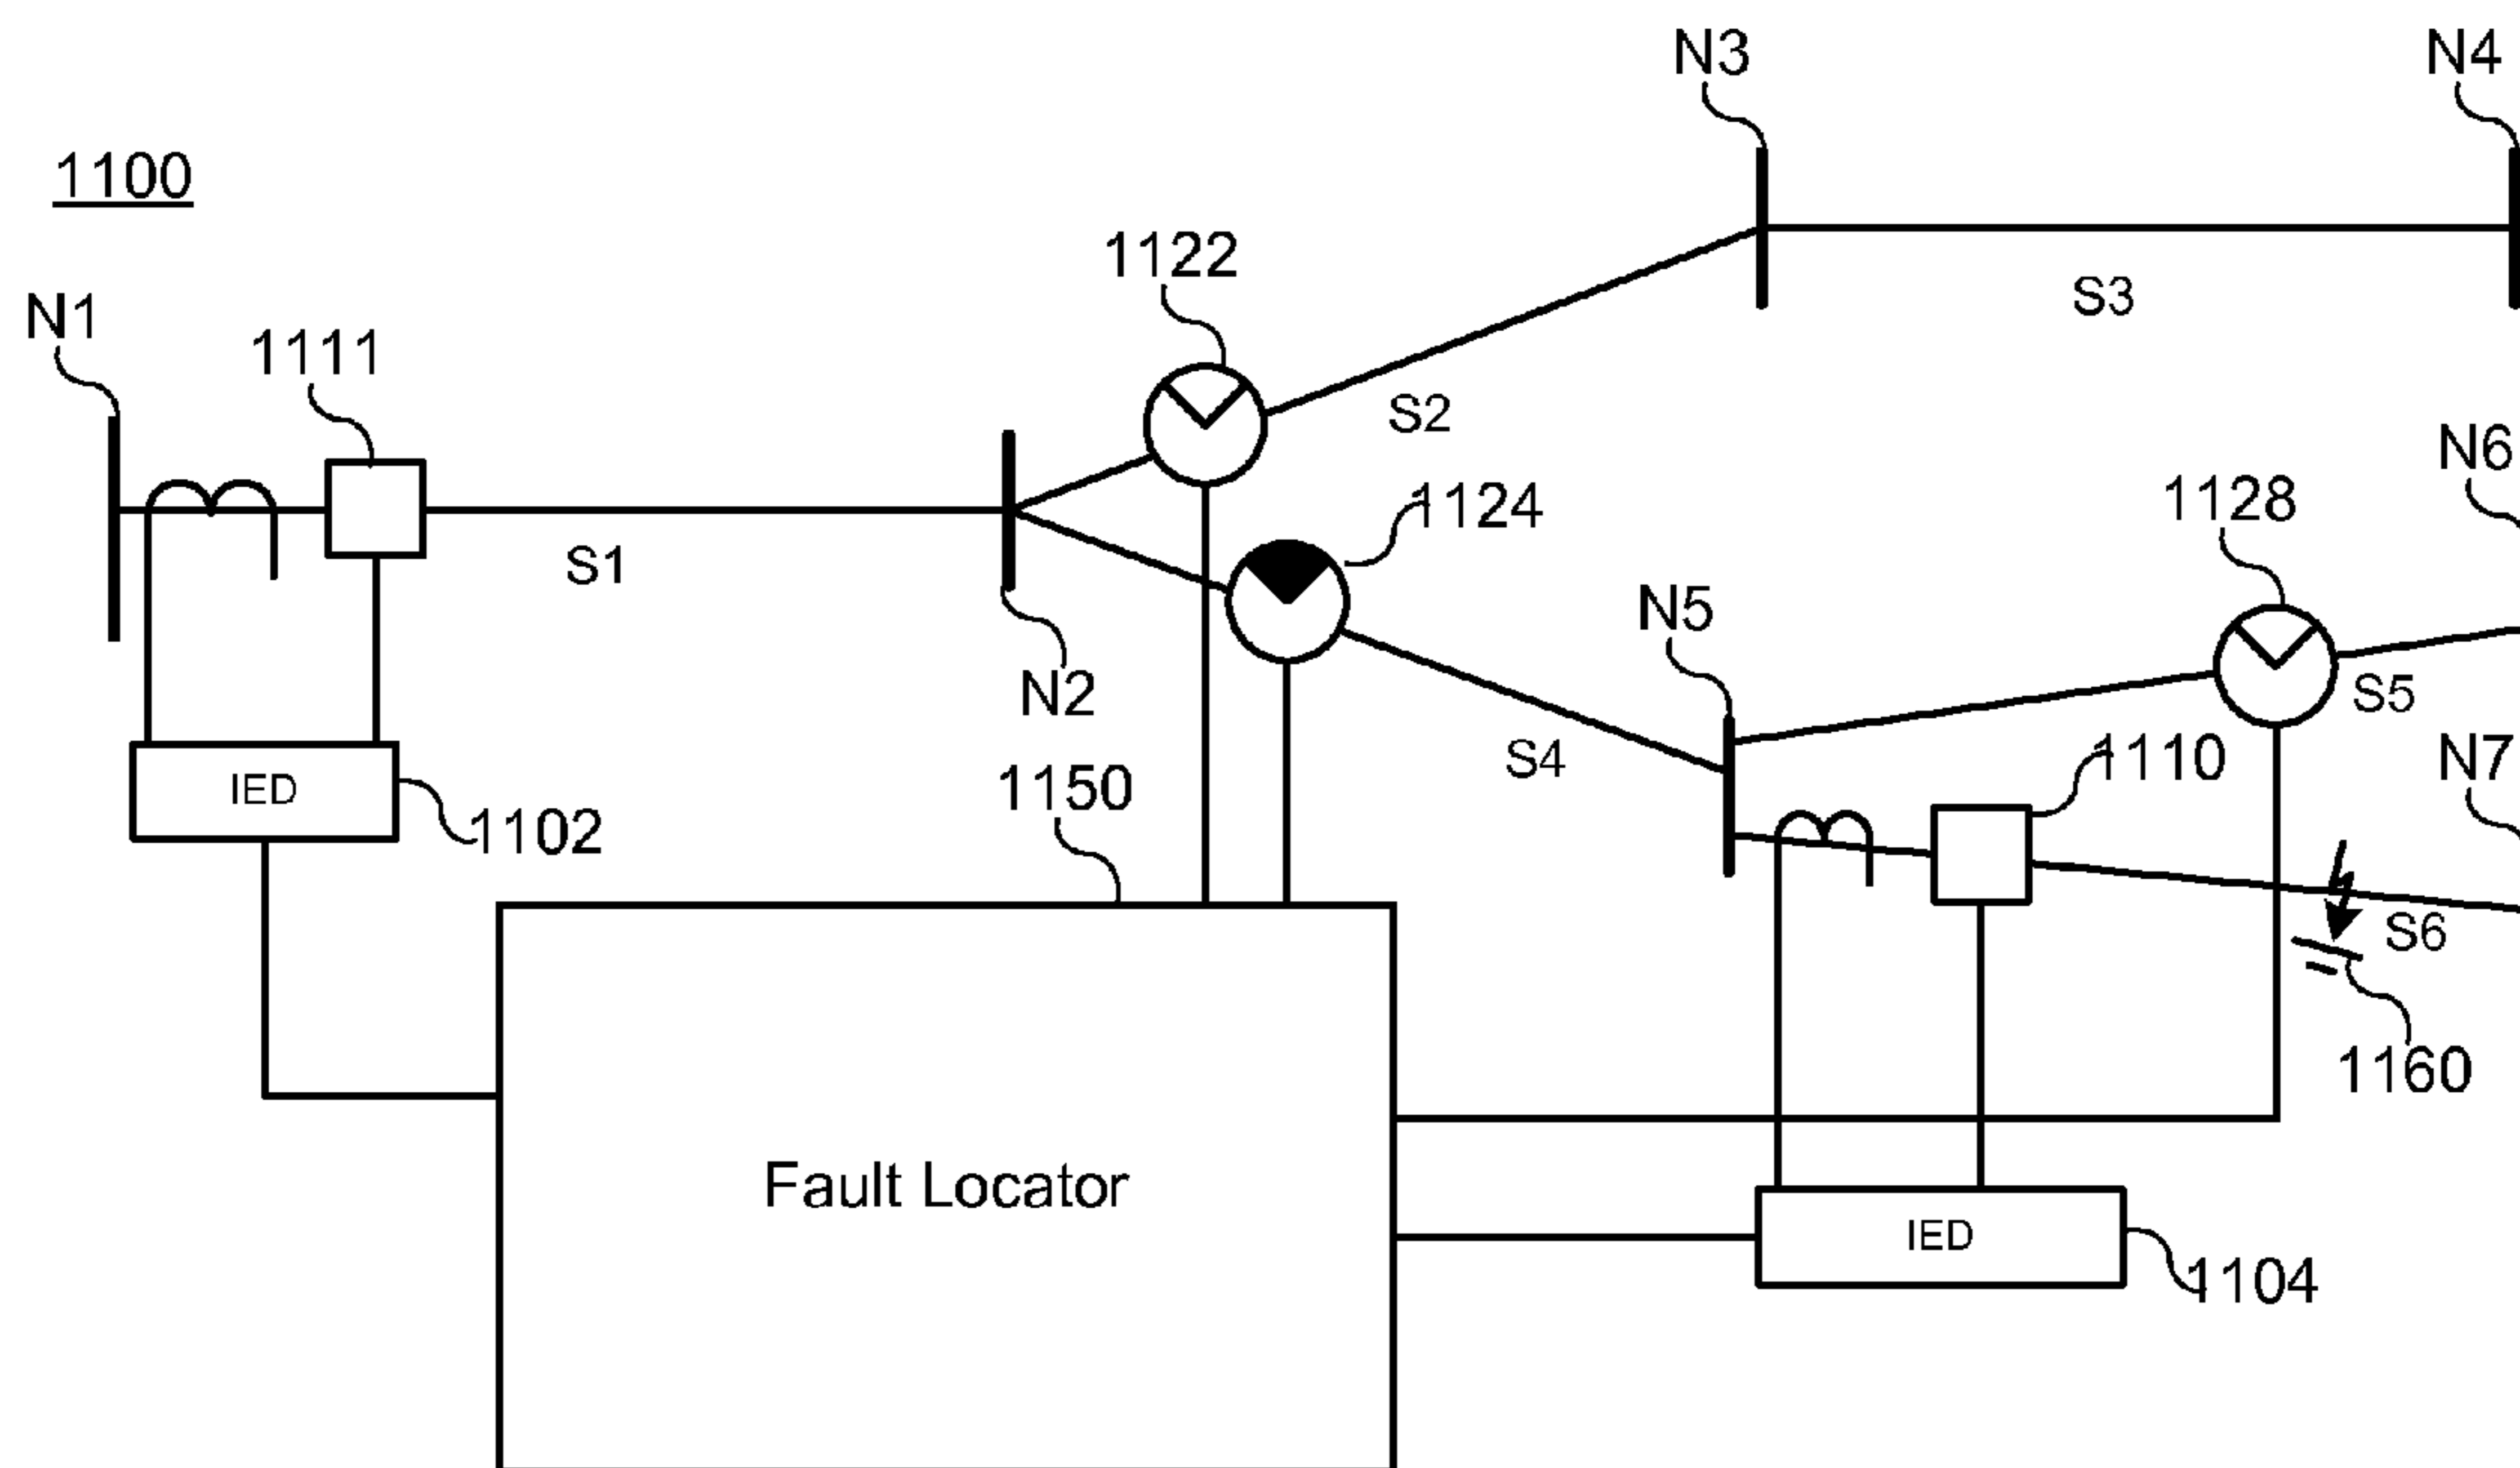 N3
N4
1100
1122
N1
1111
S3
S2
N6
1124
1128
S1
N5
N2
S5
S4
1110
N7
IED
1150
1102
S6
1160
Fault Locator
IED
1104